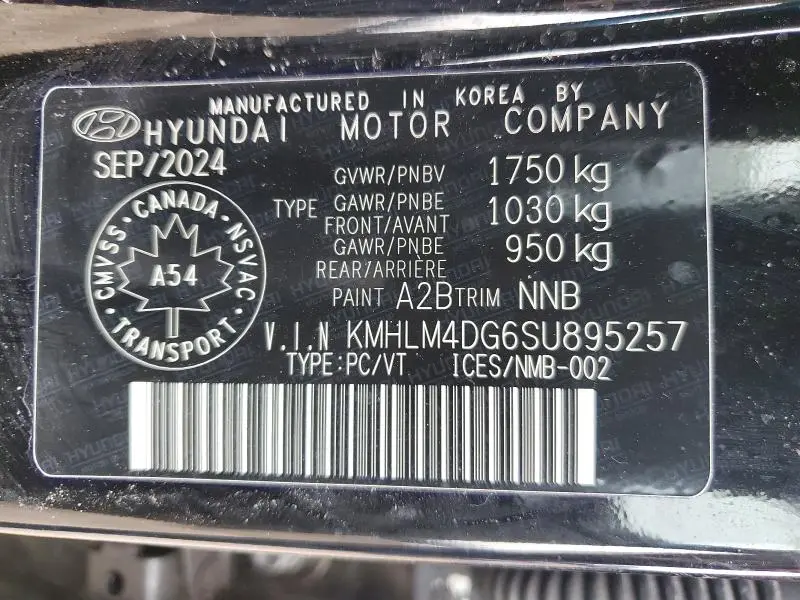 MANUFACTURED IN KOREA BY
HYUNDAI MOTOR COMPANY
SEP/2024
GVWR/PNBV 1750 kg
TYPE GAWR/PNBE FRONT/AVANT 1030 kg
GAWR/PNBE REAR/ARRIÈRE 950 kg
PAINT A2B TRIM NNB
CMVSS · CANADA · NSVAC
A54
TRANSPORT
V.I.N KMHLM4DG6SU895257
TYPE:PC/VT ICES/NMB-002